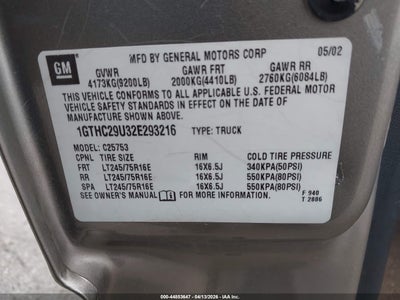 GM
MFD BY GENERAL MOTORS CORP 05/02
GVWR GAWR FRT GAWR RR
4173KG(9200LB) 2000KG(4410LB) 2760KG(6084LB)
THIS VEHICLE CONFORMS TO ALL APPLICABLE U.S. FEDERAL MOTOR
VEHICLE SAFETY STANDARDS IN EFFECT ON THE DATE OF
MANUFACTURE SHOWN ABOVE.
1GTHC29U32E293216 TYPE: TRUCK
MODEL: C25753
CPNL TIRE SIZE RIM COLD TIRE PRESSURE
FRT LT245/75R16E 16X6.5J 340KPA(50PSI)
RR LT245/75R16E 16X6.5J 550KPA(80PSI)
SPA LT245/75R16E 16X6.5J 550KPA(80PSI)
SEE OWNER'S MANUAL FOR MORE INFORMATION.
F 940
T 2886
000-44853647 - 04/13/2026 - IAA Inc.